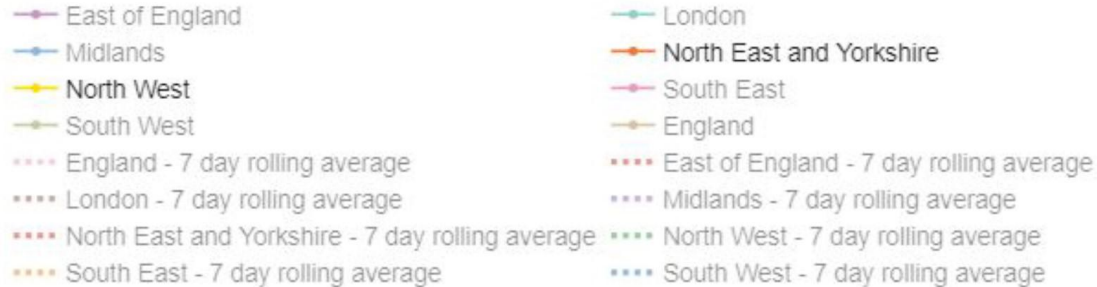 East of England London
Midlands North East and Yorkshire
North West South East
South West England
England - 7 day rolling average East of England - 7 day rolling average
London - 7 day rolling average Midlands - 7 day rolling average
North East and Yorkshire - 7 day rolling average North West - 7 day rolling average
South East - 7 day rolling average South West - 7 day rolling average